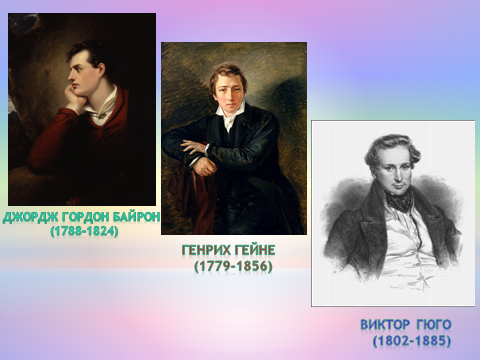 ДЖОРДЖ ГОРДОН БАЙРОН
(1788-1824)
ГЕНРИХ ГЕЙНЕ
(1779-1856)
ВИКТОР ГЮГО
(1802-1885)